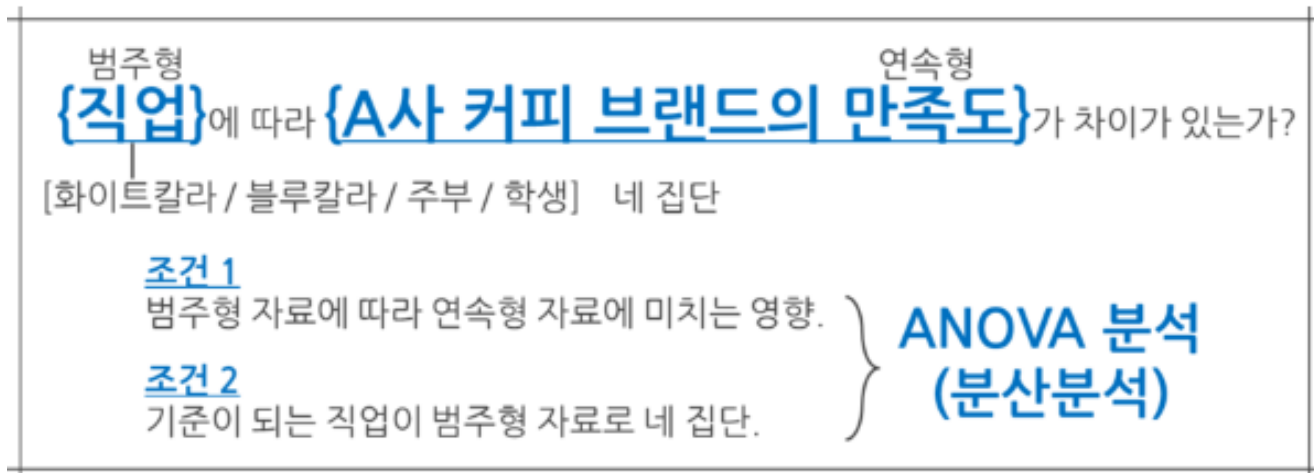 범주형 연속형
{직업}에 따라 {A사 커피 브랜드의 만족도}가 차이가 있는가?
[화이트칼라 / 블루칼라 / 주부 / 학생] 네 집단
조건 1
범주형 자료에 따라 연속형 자료에 미치는 영향.
조건 2
기준이 되는 직업이 범주형 자료로 네 집단.
ANOVA 분석
(분산분석)